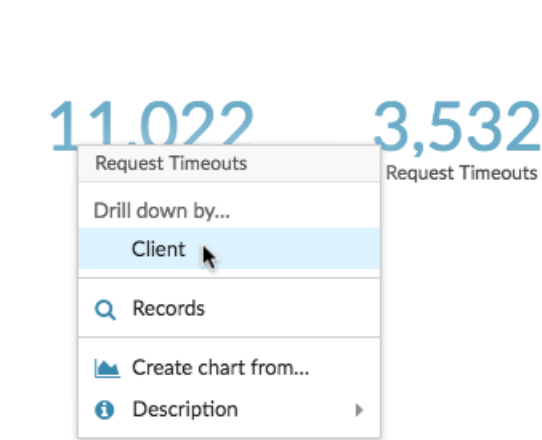 11,022 3,532
Request Timeouts
Request Timeouts
Drill down by...
Client
Records
Create chart from...
Description